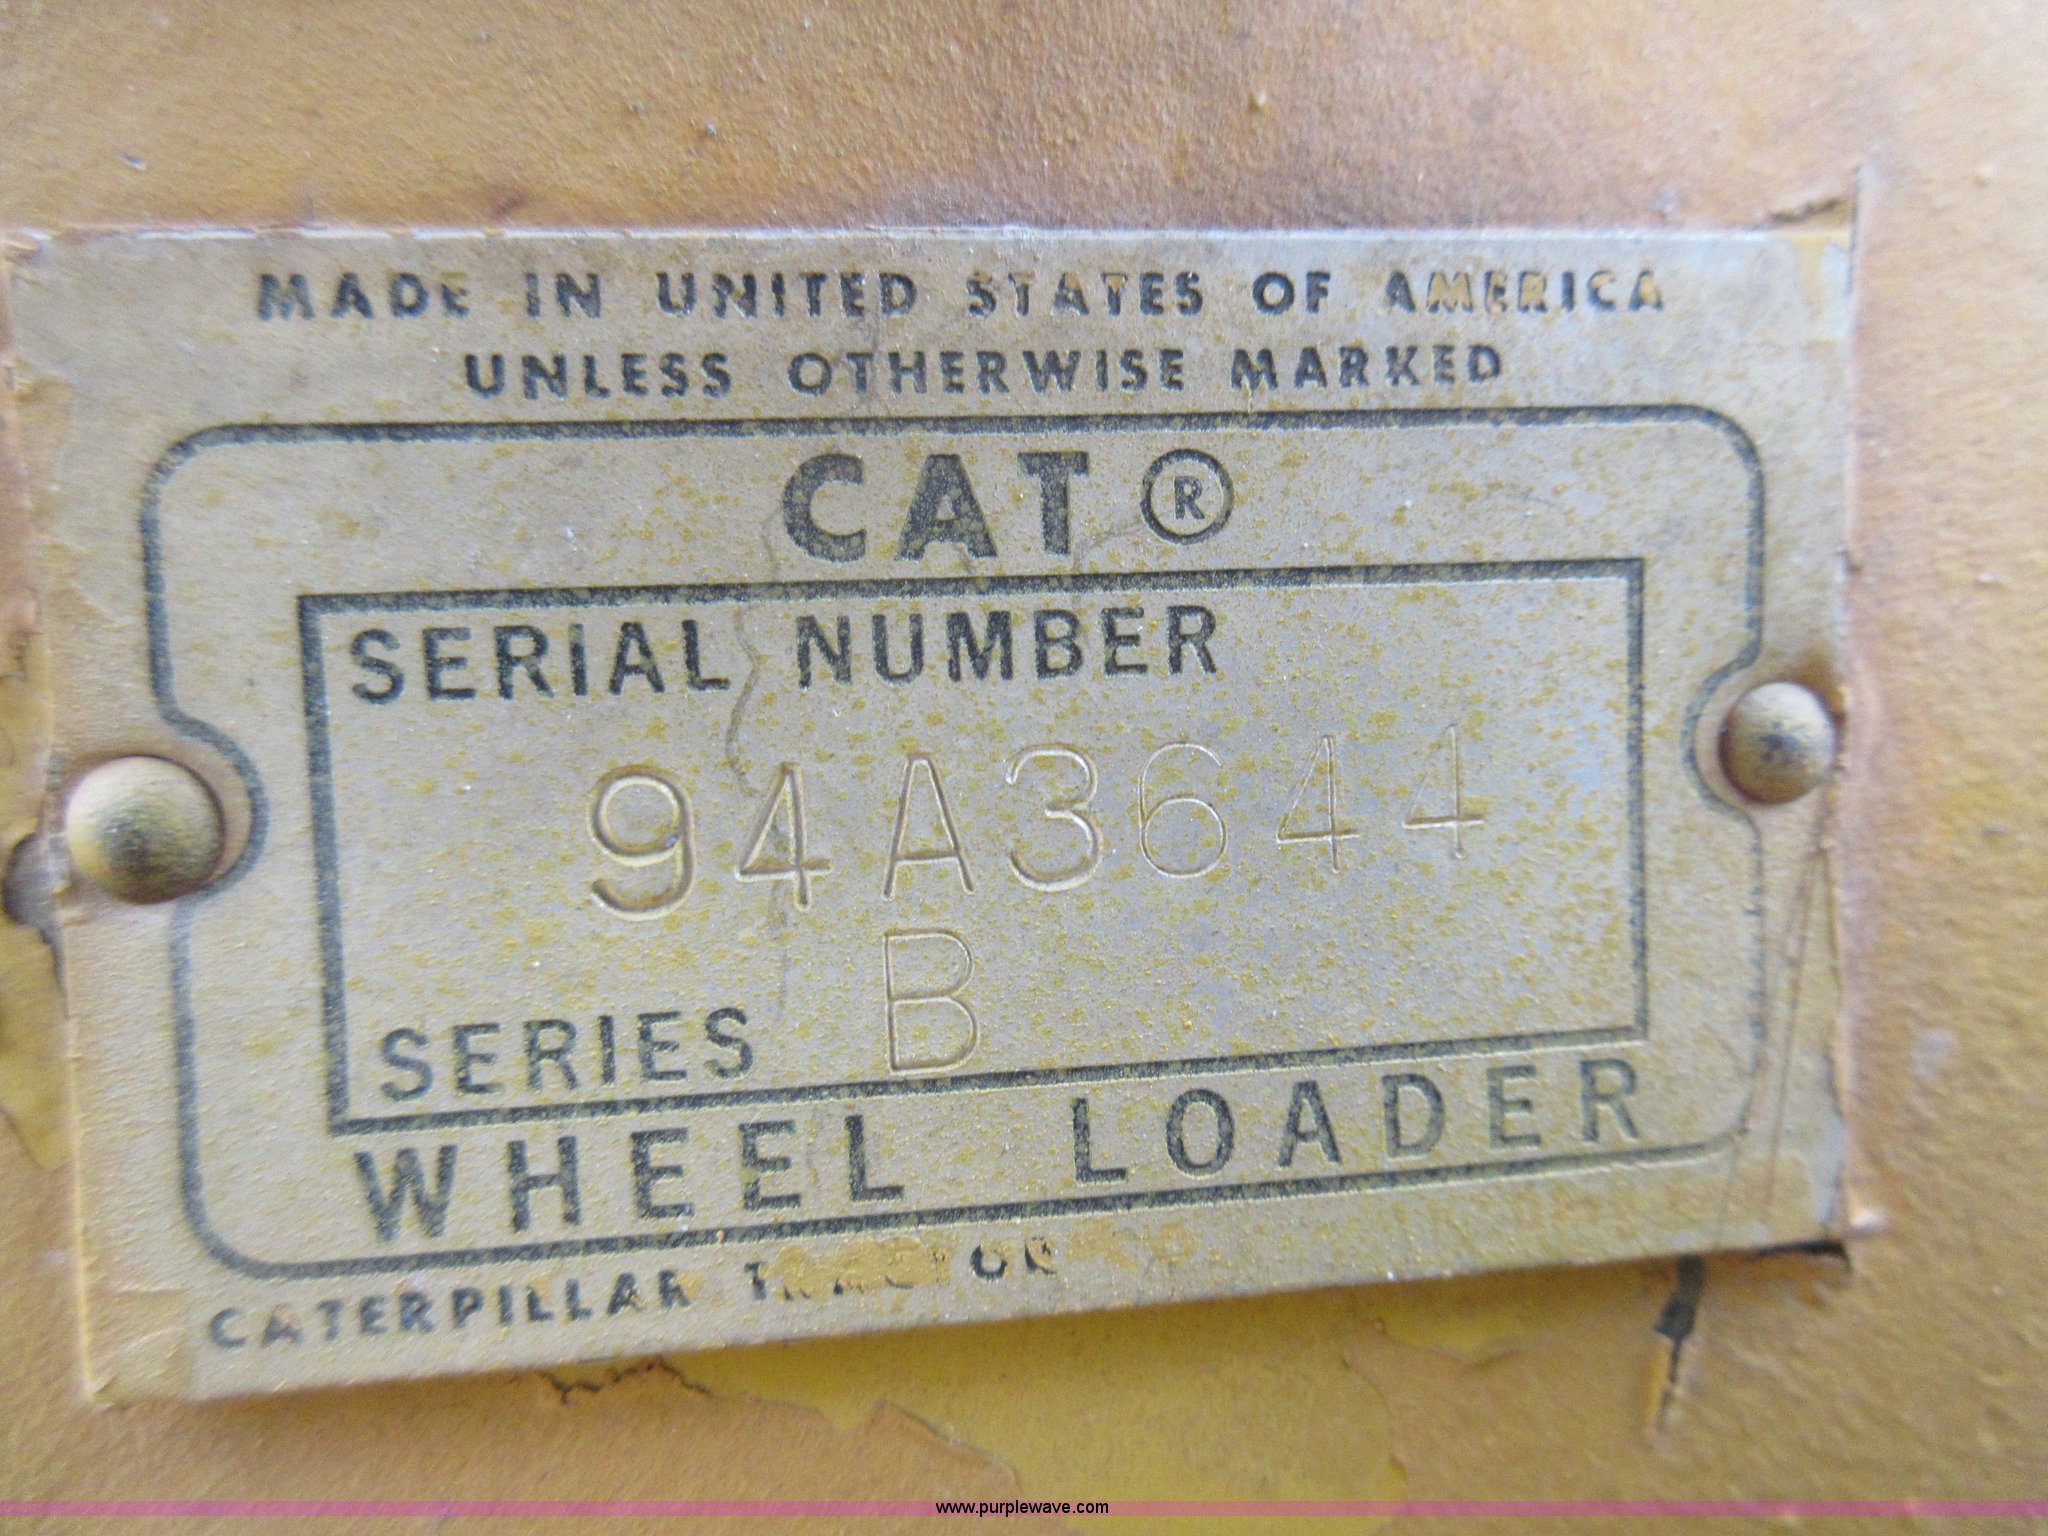 MADE IN UNITED STATES OF AMERICA
UNLESS OTHERWISE MARKED
CAT ®
SERIAL NUMBER
94A3644
SERIES B
WHEEL LOADER
CATERPILLAR TRACTOR
www.purplewave.com